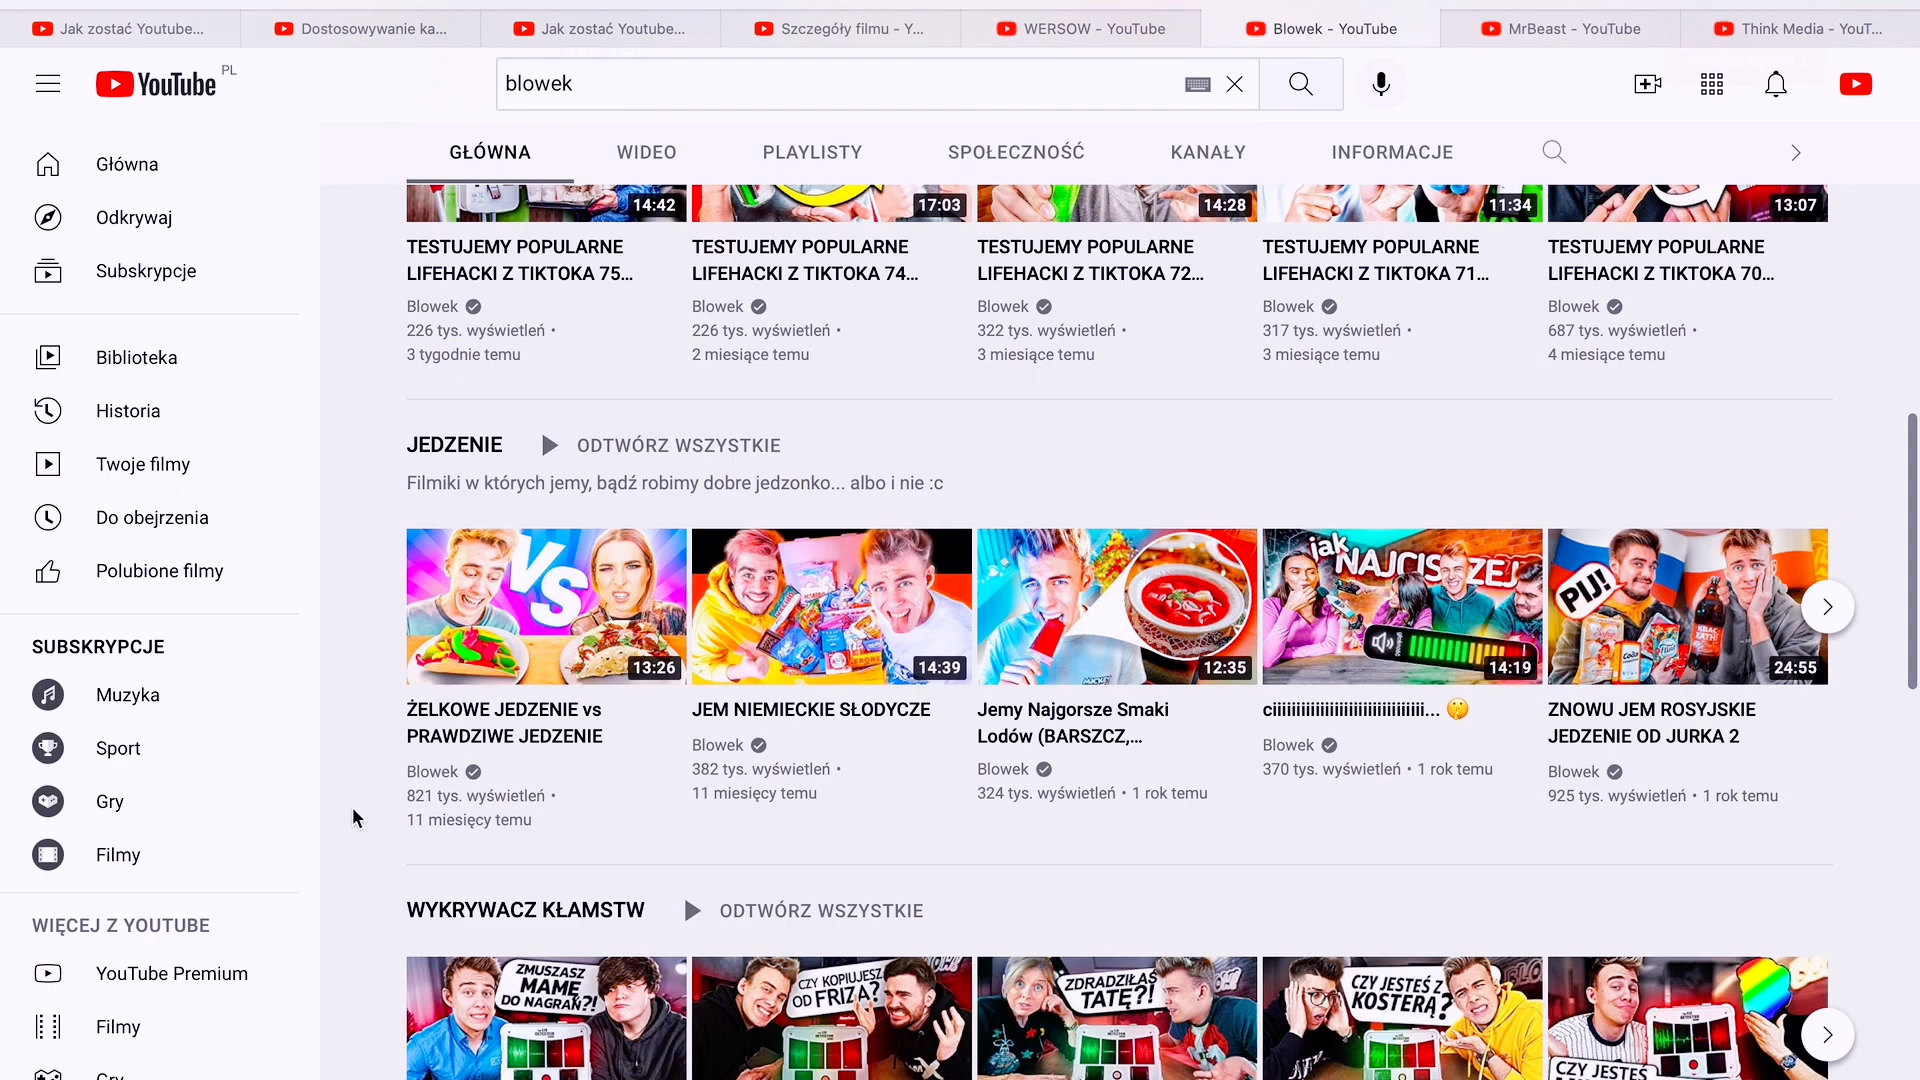 Jak zostać Youtube...
Dostosowywanie ka...
Jak zostać Youtube...
Szczegóły filmu - Y...
WERSOW - YouTube
Blowek - YouTube
MrBeast - YouTube
Think Media - YouT...
YouTube PL
blowek
GŁÓWNA
WIDEO
PLAYLISTY
SPOŁECZNOŚĆ
KANAŁY
INFORMACJE
Główna
Odkrywaj
Subskrypcje
Biblioteka
Historia
Twoje filmy
Do obejrzenia
Polubione filmy
SUBSKRYPCJE
Muzyka
Sport
Gry
Filmy
WIĘCEJ Z YOUTUBE
YouTube Premium
Filmy
Gry
14:42
TESTUJEMY POPULARNE
LIFEHACKI Z TIKTOKA 75...
Blowek
226 tys. wyświetleń •
3 tygodnie temu
17:03
TESTUJEMY POPULARNE
LIFEHACKI Z TIKTOKA 74...
Blowek
226 tys. wyświetleń •
2 miesiące temu
14:28
TESTUJEMY POPULARNE
LIFEHACKI Z TIKTOKA 72...
Blowek
322 tys. wyświetleń •
3 miesiące temu
11:34
TESTUJEMY POPULARNE
LIFEHACKI Z TIKTOKA 71...
Blowek
317 tys. wyświetleń •
3 miesiące temu
13:07
TESTUJEMY POPULARNE
LIFEHACKI Z TIKTOKA 70...
Blowek
687 tys. wyświetleń •
4 miesiące temu
JEDZENIE
ODTWÓRZ WSZYSTKIE
Filmiki w których jemy, bądź robimy dobre jedzonko... albo i nie :c
VS
13:26
ŻELKOWE JEDZENIE vs
PRAWDZIWE JEDZENIE
Blowek
821 tys. wyświetleń •
11 miesięcy temu
14:39
JEM NIEMIECKIE SŁODYCZE
Blowek
382 tys. wyświetleń •
11 miesięcy temu
12:35
Jemy Najgorsze Smaki
Lodów (BARSZCZ,...
Blowek
324 tys. wyświetleń • 1 rok temu
jak
NAJCISZEJ
14:19
ciiiiiiiiiiiiiiiiiiiiiiiiiiiiiii... 🤫
Blowek
370 tys. wyświetleń • 1 rok temu
PIJ!
24:55
ZNOWU JEM ROSYJSKIE
JEDZENIE OD JURKA 2
Blowek
925 tys. wyświetleń • 1 rok temu
WYKRYWACZ KŁAMSTW
ODTWÓRZ WSZYSTKIE
ZMUSZASZ
MAMĘ
DO NAGRAŃ?!
CZY KOPIUJESZ
OD FRIZA?
ZDRADZIŁAŚ
TATĘ?!
CZY JESTEŚ Z
KOSTERĄ?
CZY JESTEŚ